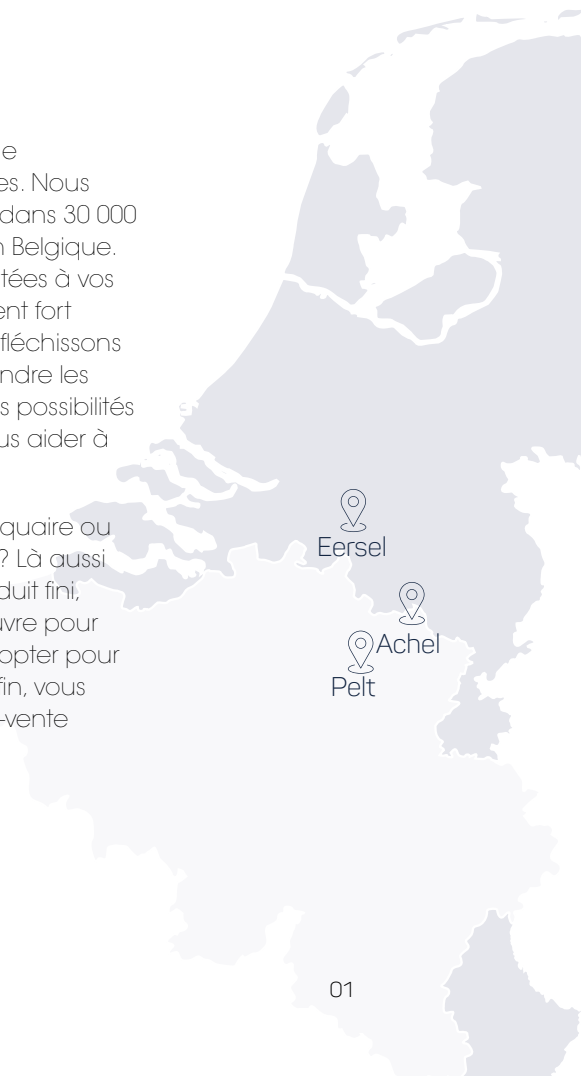 e
es. Nous
dans 30 000
n Belgique.
tées à vos
ent fort
fléchissons
ndre les
s possibilités
us aider à
quaire ou
? Là aussi
duit fini,
uvre pour
opter pour
fin, vous
-vente
Eersel
Achel
Pelt
01